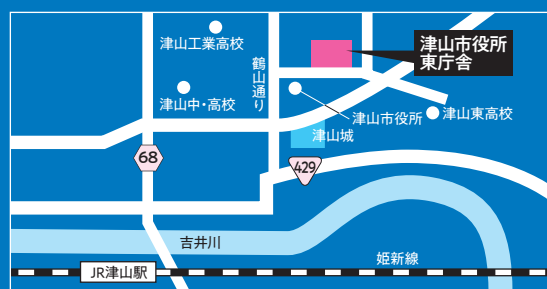 津山工業高校
津山市役所
東庁舎
鶴山通り
津山中・高校
津山市役所
津山東高校
津山城
68
429
吉井川
姫新線
JR津山駅